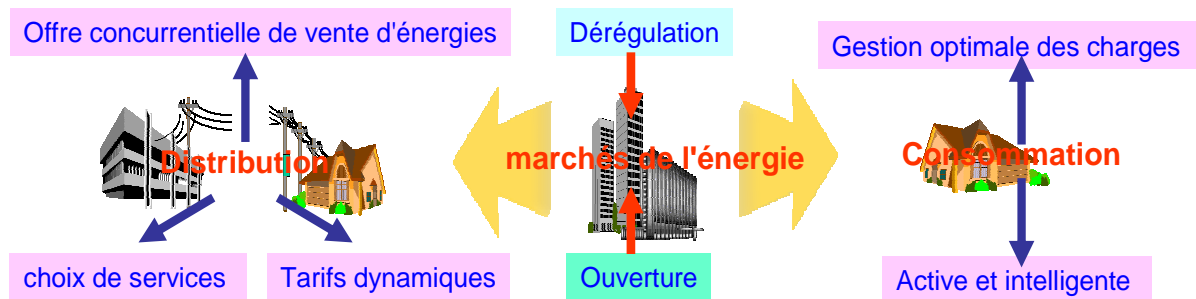 Offre concurrentielle de vente d'énergies
Dérégulation
Gestion optimale des charges
Distribution
marchés de l'énergie
Consommation
choix de services
Tarifs dynamiques
Ouverture
Active et intelligente